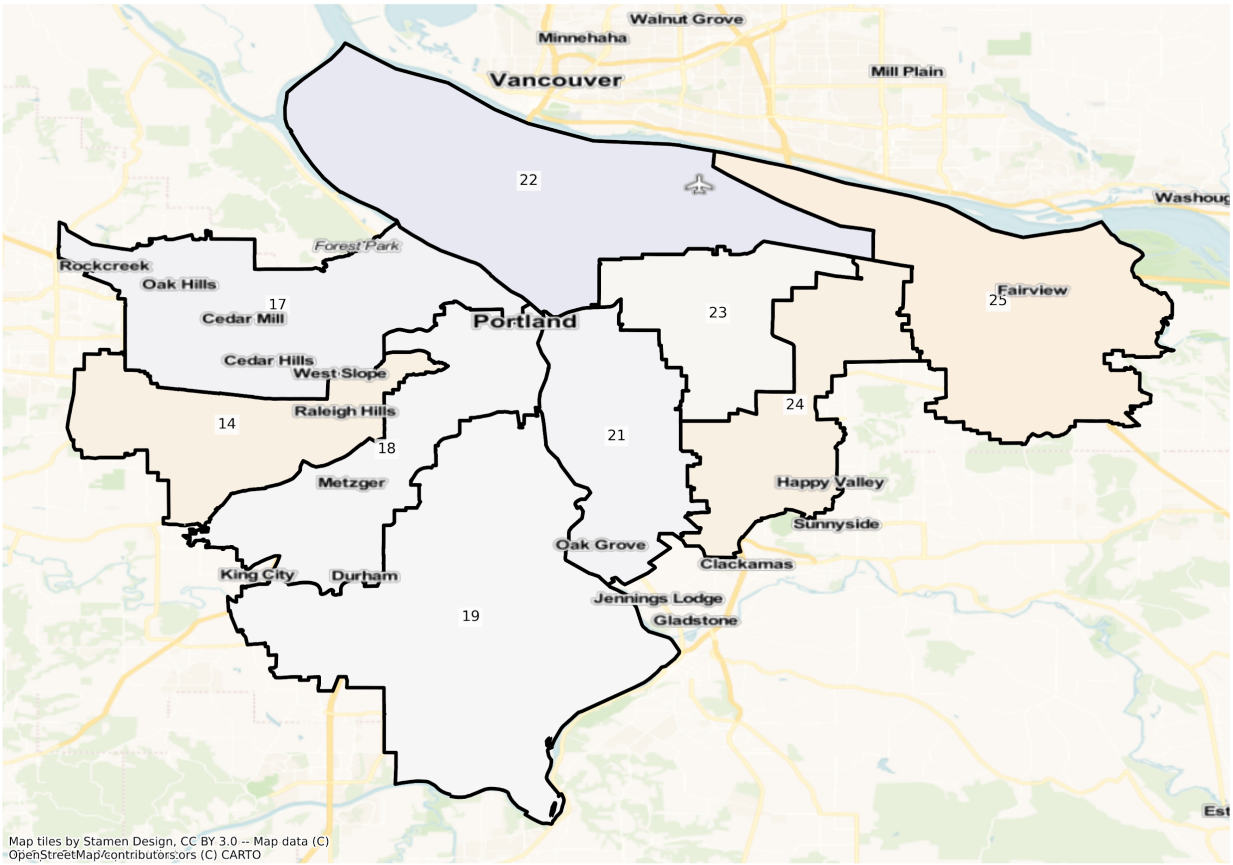 Walnut Grove
Minnehaha
Vancouver
Mill Plain
22
Washoug
Forest Park
Rockcreek
Oak Hills
Fairview
25
17
Cedar Mill
23
Portland
Cedar Hills
West Slope
24
Raleigh Hills
14
21
18
Metzger
Happy Valley
Sunnyside
Oak Grove
Clackamas
King City
Durham
Jennings Lodge
19
Gladstone
Est
Map tiles by Stamen Design, CC BY 3.0 -- Map data (C)
OpenStreetMap contributors (C) CARTO